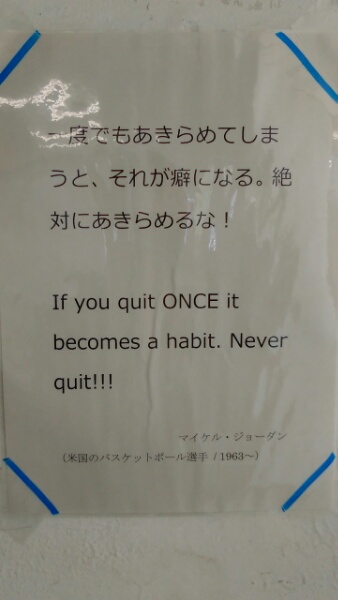 一度でもあきらめてしま
うと、それが癖になる。絶
対にあきらめるな！
If you quit ONCE it
becomes a habit. Never
quit!!!
マイケル・ジョーダン
（米国のバスケットボール選手 / 1963～）